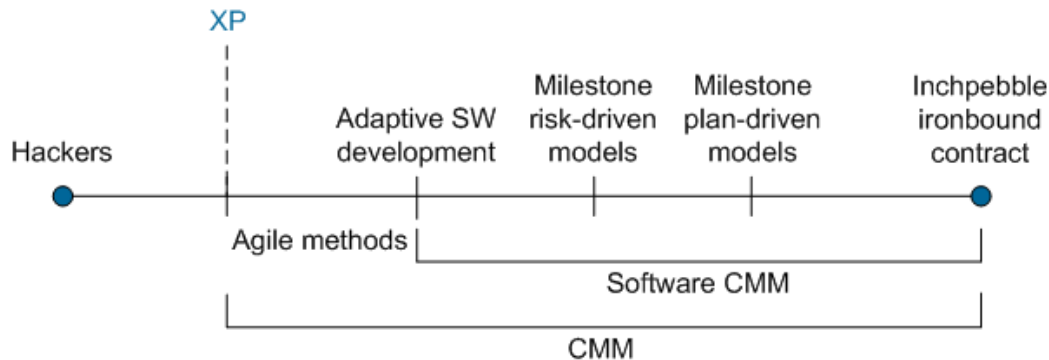 XP
Hackers
Adaptive SW
development
Milestone
risk-driven
models
Milestone
plan-driven
models
Inchpebble
ironbound
contract
Agile methods
Software CMM
CMM